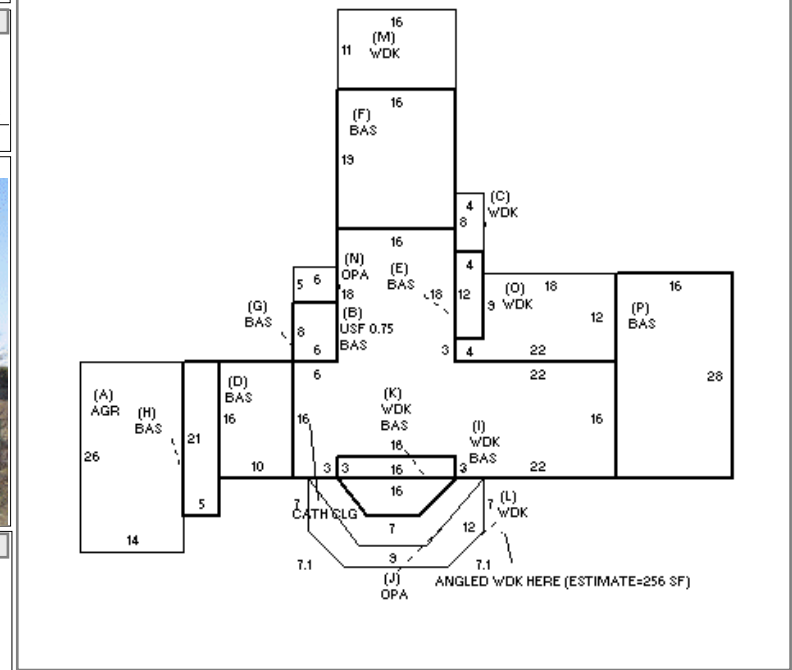 16
(M)
11 WDK
16
(F)
BAS
19
4 (C)
8 WDK
16
(N)
OPA
5 6
(E)
BAS
4
18
18 12
9
(O) 18
WDK
12
16
(P)
BAS
28
(G)
BAS
8
6
(B)
USF 0.75
BAS
3 4 22
6
22
(A)
AGR
(H)
BAS
26
21
(D)
BAS
16
16
(K)
WDK
BAS
18
(I)
WDK
BAS
16
10
3 3 16 3 22
5
14
16
7
CATH CLG
7
12
7 (L)
WDK
9
7.1
7.1
(J)
OPA
ANGLED WDK HERE (ESTIMATE=256 SF)